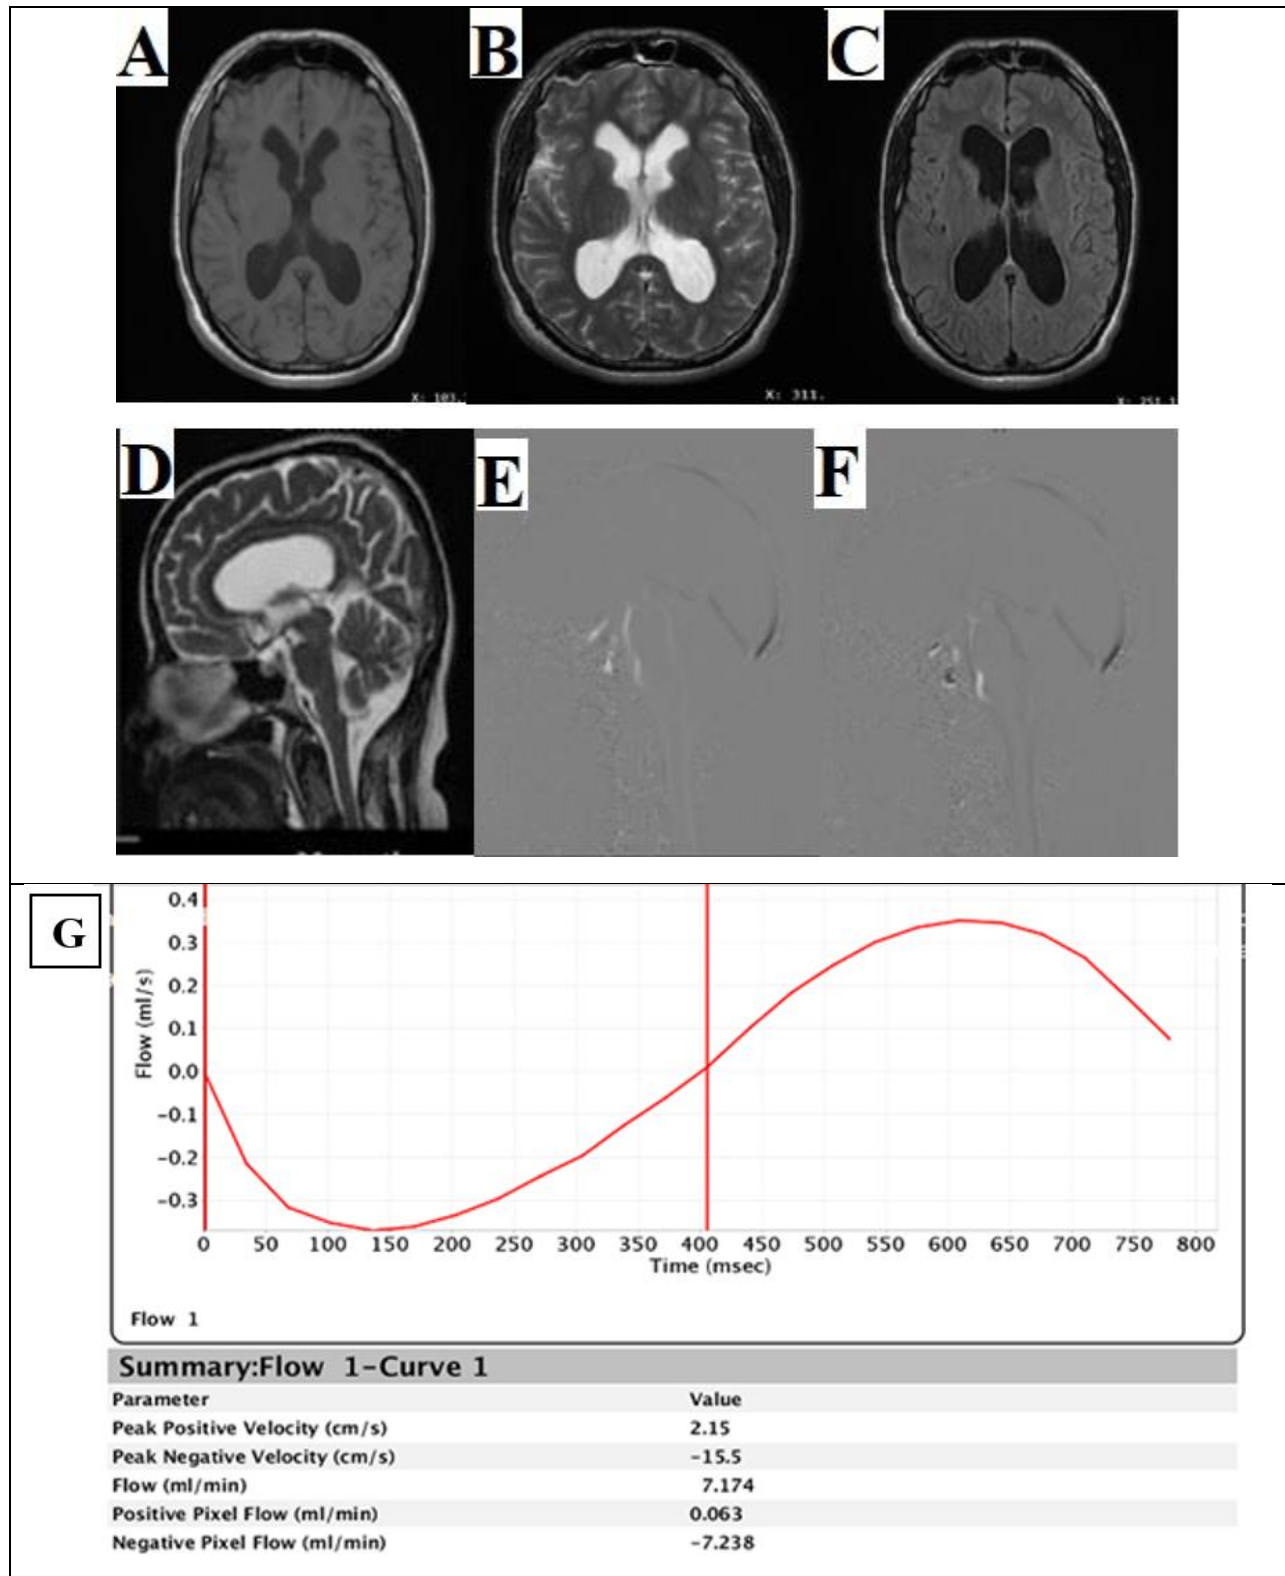 A
B
C
X: 311.
D
E
F
G
0.4
0.3
0.2
0.1
0.0
−0.1
−0.2
−0.3
Flow (ml/s)
0 50 100 150 200 250 300 350 400 450 500 550 600 650 700 750 800
Time (msec)
Flow 1
Summary:Flow 1-Curve 1
Parameter Value
Peak Positive Velocity (cm/s) 2.15
Peak Negative Velocity (cm/s) -15.5
Flow (ml/min) 7.174
Positive Pixel Flow (ml/min) 0.063
Negative Pixel Flow (ml/min) -7.238